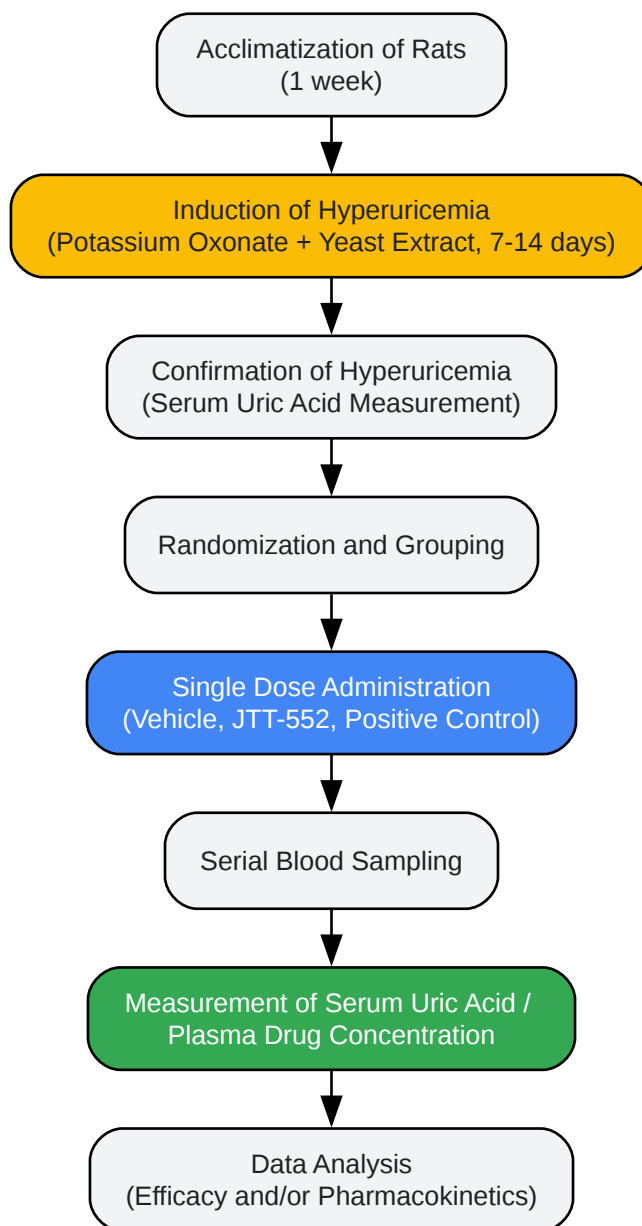 Acclimatization of Rats
(1 week)
Induction of Hyperuricemia
(Potassium Oxonate + Yeast Extract, 7-14 days)
Confirmation of Hyperuricemia
(Serum Uric Acid Measurement)
Randomization and Grouping
Single Dose Administration
(Vehicle, JTT-552, Positive Control)
Serial Blood Sampling
Measurement of Serum Uric Acid /
Plasma Drug Concentration
Data Analysis
(Efficacy and/or Pharmacokinetics)